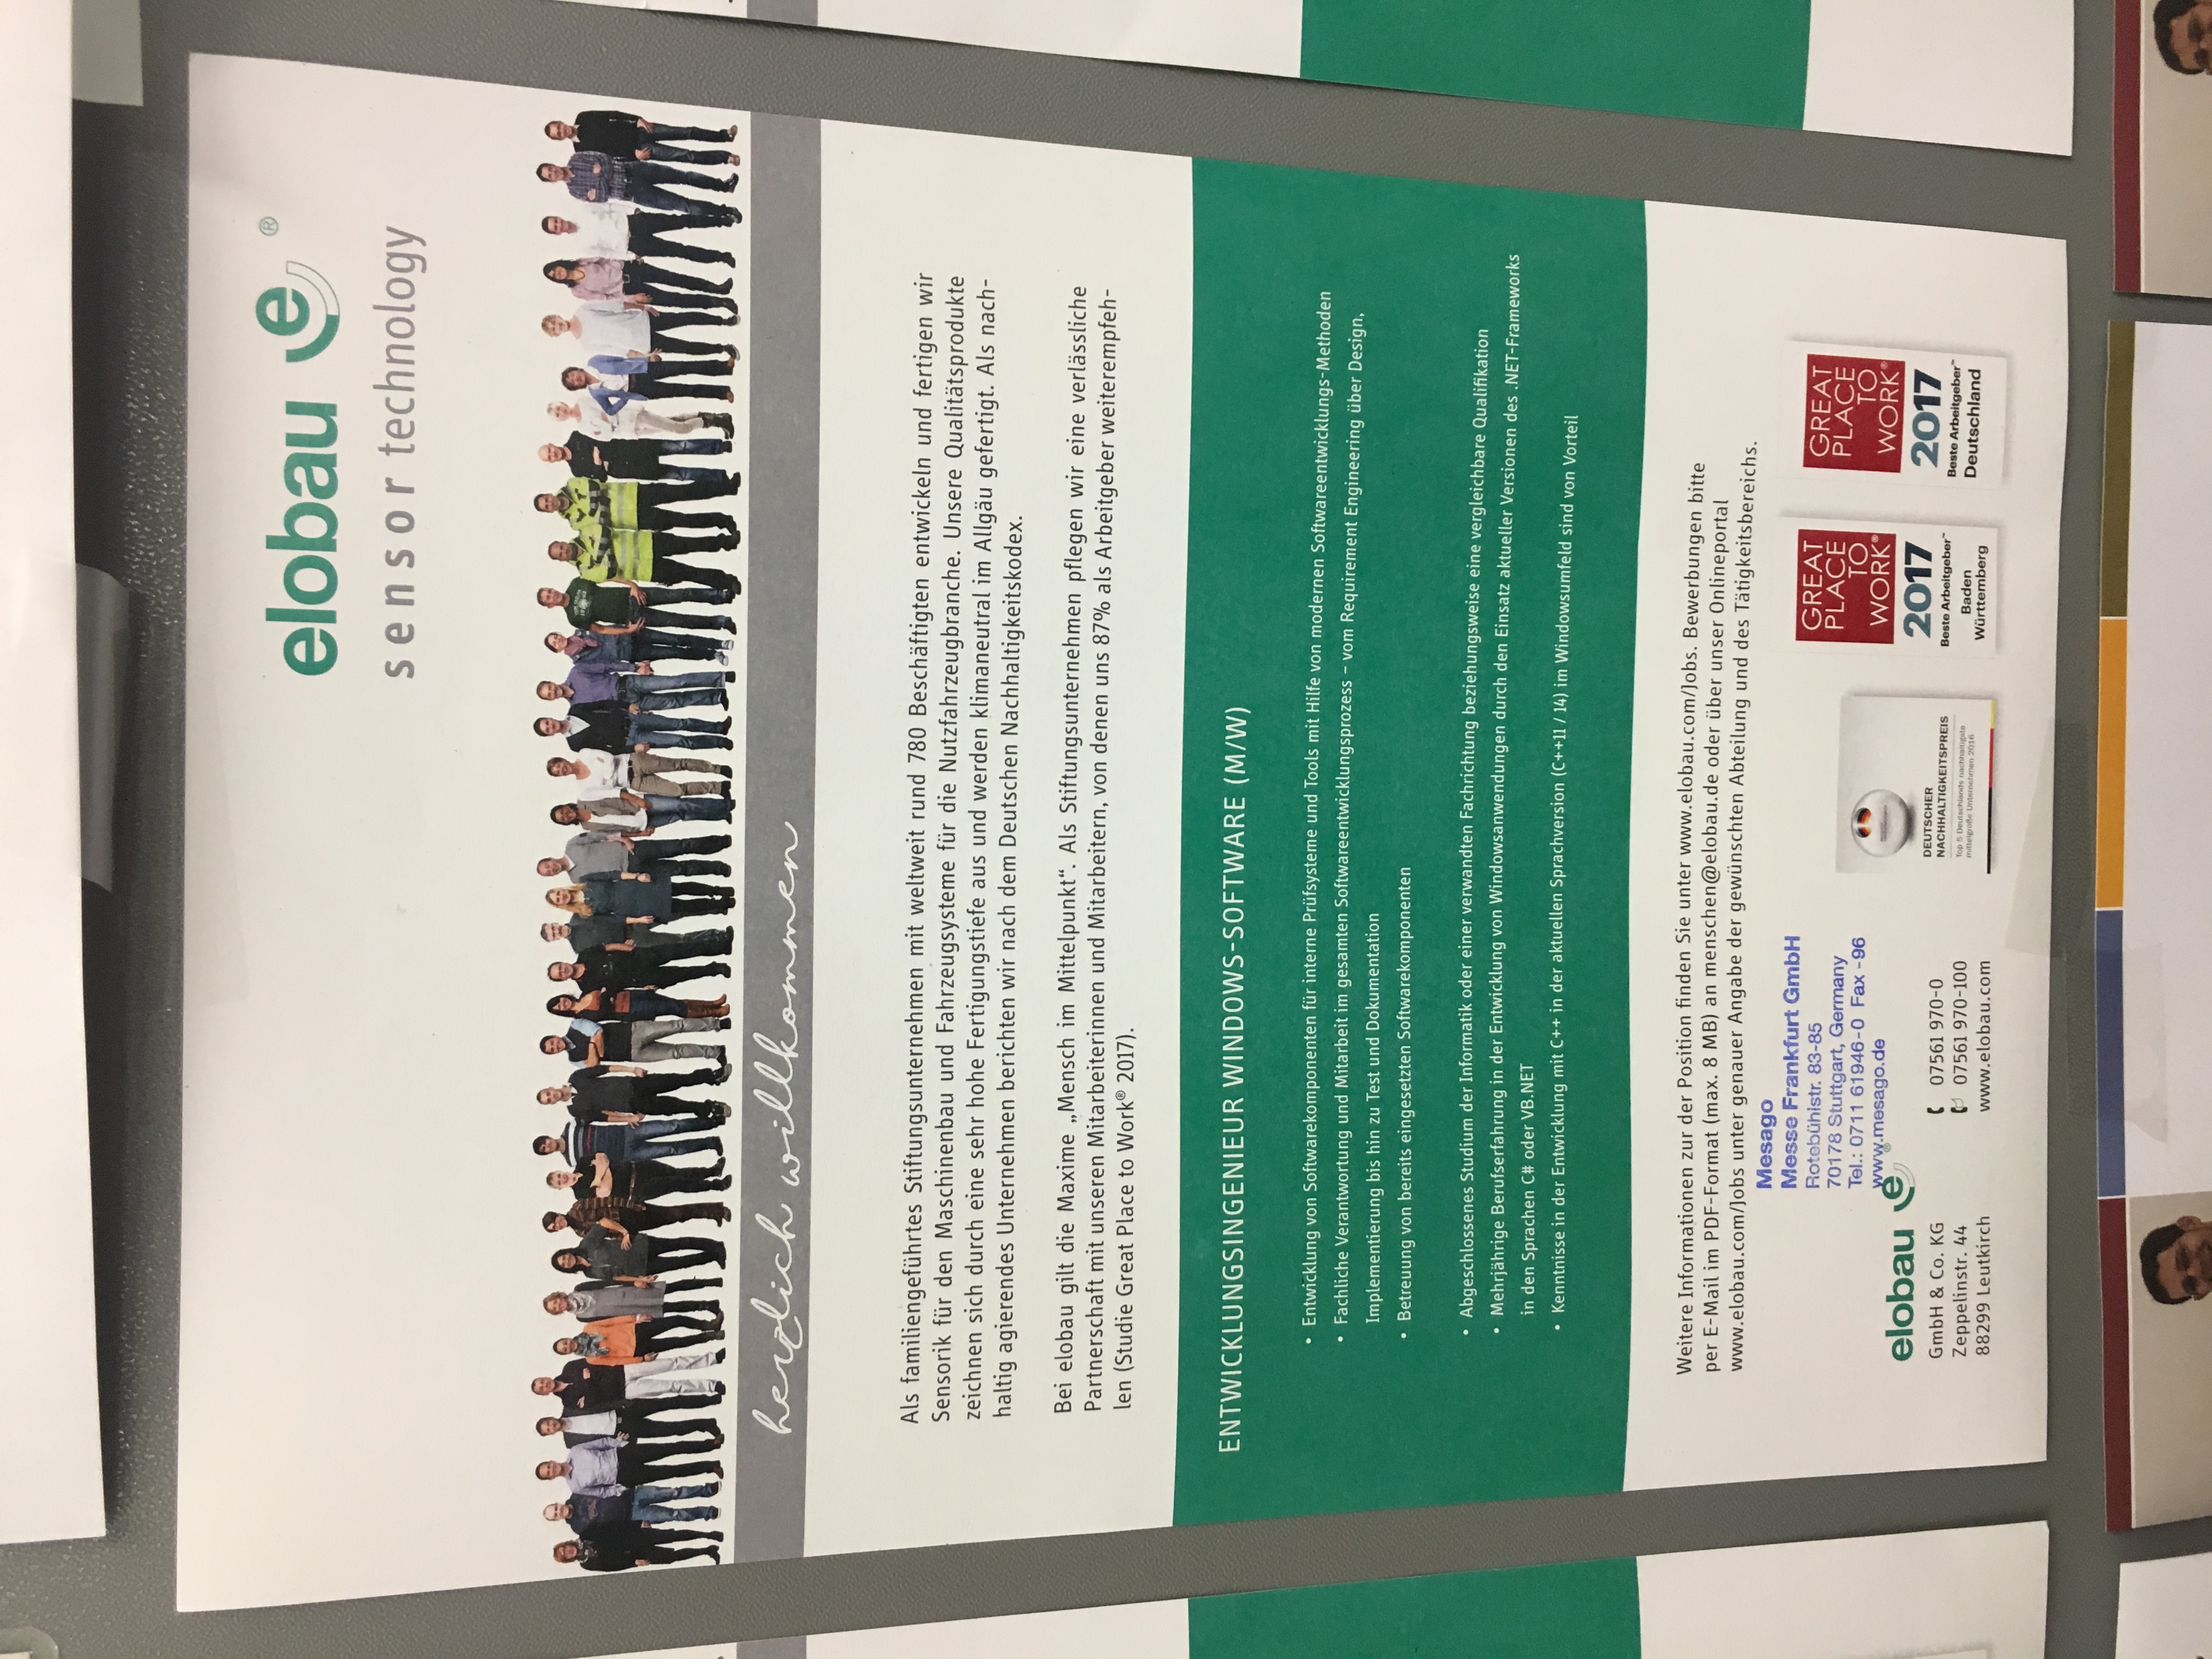 elobau e ®
sensor technology
herzlich willkommen
Als familiengeführtes Stiftungsunternehmen mit weltweit rund 780 Beschäftigten entwickeln und fertigen wir
Sensorik für den Maschinenbau und Fahrzeugsysteme für die Nutzfahrzeugbranche. Unsere Qualitätsprodukte
zeichnen sich durch eine sehr hohe Fertigungstiefe aus und werden klimaneutral im Allgäu gefertigt. Als nach-
haltig agierendes Unternehmen berichten wir nach dem Deutschen Nachhaltigkeitskodex.
Bei elobau gilt die Maxime „Mensch im Mittelpunkt“. Als Stiftungsunternehmen pflegen wir eine verlässliche
Partnerschaft mit unseren Mitarbeiterinnen und Mitarbeitern, von denen uns 87% als Arbeitgeber weiterempfeh-
len (Studie Great Place to Work® 2017).
ENTWICKLUNGSINGENIEUR WINDOWS-SOFTWARE (M/W)
• Entwicklung von Softwarekomponenten für interne Prüfsysteme und Tools mit Hilfe von modernen Softwareentwicklungs-Methoden
• Fachliche Verantwortung und Mitarbeit im gesamten Softwareentwicklungsprozess – vom Requirement Engineering über Design,
Implementierung bis hin zu Test und Dokumentation
• Betreuung von bereits eingesetzten Softwarekomponenten
• Abgeschlossenes Studium der Informatik oder einer verwandten Fachrichtung beziehungsweise eine vergleichbare Qualifikation
• Mehrjährige Berufserfahrung in der Entwicklung von Windowsanwendungen durch den Einsatz aktueller Versionen des .NET-Frameworks
in den Sprachen C# oder VB.NET
• Kenntnisse in der Entwicklung mit C++ in der aktuellen Sprachversion (C++11 / 14) im Windowsumfeld sind von Vorteil
Weitere Informationen zur der Position finden Sie unter www.elobau.com/Jobs. Bewerbungen bitte
per E-Mail im PDF-Format (max. 8 MB) an menschen@elobau.de oder über unser Onlineportal
www.elobau.com/Jobs unter genauer Angabe der gewünschten Abteilung und des Tätigkeitsbereichs.
Mesago
Messe Frankfurt GmbH
Rotebühlstr. 83-85
70178 Stuttgart, Germany
Tel.: 0711 61946-0 Fax -96
www.mesago.de
elobau e ®
GmbH & Co. KG
Zeppelinstr. 44
88299 Leutkirch
07561 970-0
07561 970-100
www.elobau.com
DEUTSCHER
NACHHALTIGKEITSPREIS
Top 5 Deutschlands nachhaltigste
mittelgroße Unternehmen 2016
GREAT
PLACE
TO
WORK®
2017
Beste Arbeitgeber™
Baden
Württemberg
GREAT
PLACE
TO
WORK®
2017
Beste Arbeitgeber™
Deutschland